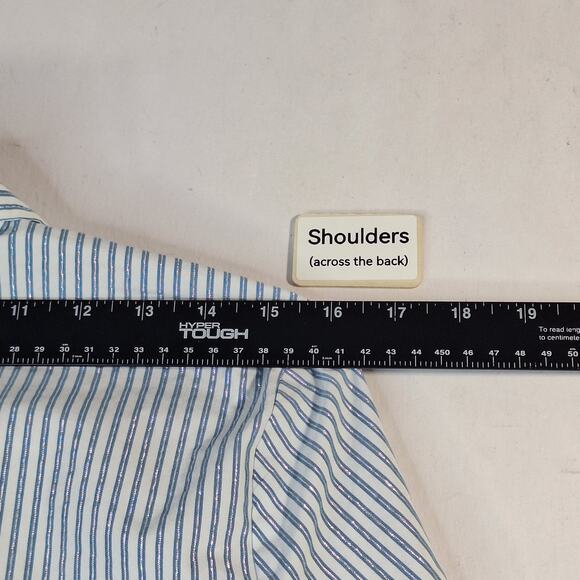 Shoulders
(across the back)
11 12 13 14 15 16 17 18 19
HYPER
TOUGH
To read leng
to centimete
28 29 30 31 32 33 34 35 36 37 38 39 40 41 42 43 44 45 46 47 48 49 50